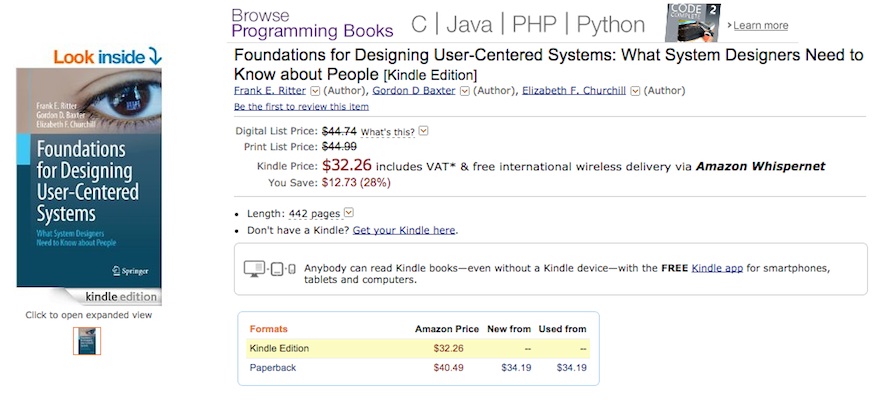 Browse
Programming Books
C | Java | PHP | Python
CODE
COMPLETE 2
Learn more
Look inside
Frank E. Ritter
Gordon D. Baxter
Elizabeth F. Churchill
Foundations
for Designing
User-Centered
Systems
What System Designers
Need to Know about People
Springer
kindle edition
Click to open expanded view
Foundations for Designing User-Centered Systems: What System Designers Need to
Know about People [Kindle Edition]
Frank E. Ritter (Author), Gordon D Baxter (Author), Elizabeth F. Churchill (Author)
Be the first to review this item
Digital List Price: $44.74 What's this?
Print List Price: $44.99
Kindle Price: $32.26 includes VAT* & free international wireless delivery via Amazon Whispernet
You Save: $12.73 (28%)
• Length: 442 pages
• Don't have a Kindle? Get your Kindle here.
Anybody can read Kindle books—even without a Kindle device—with the FREE Kindle app for smartphones,
tablets and computers.
Formats Amazon Price New from Used from
Kindle Edition $32.26 -- --
Paperback $40.49 $34.19 $34.19